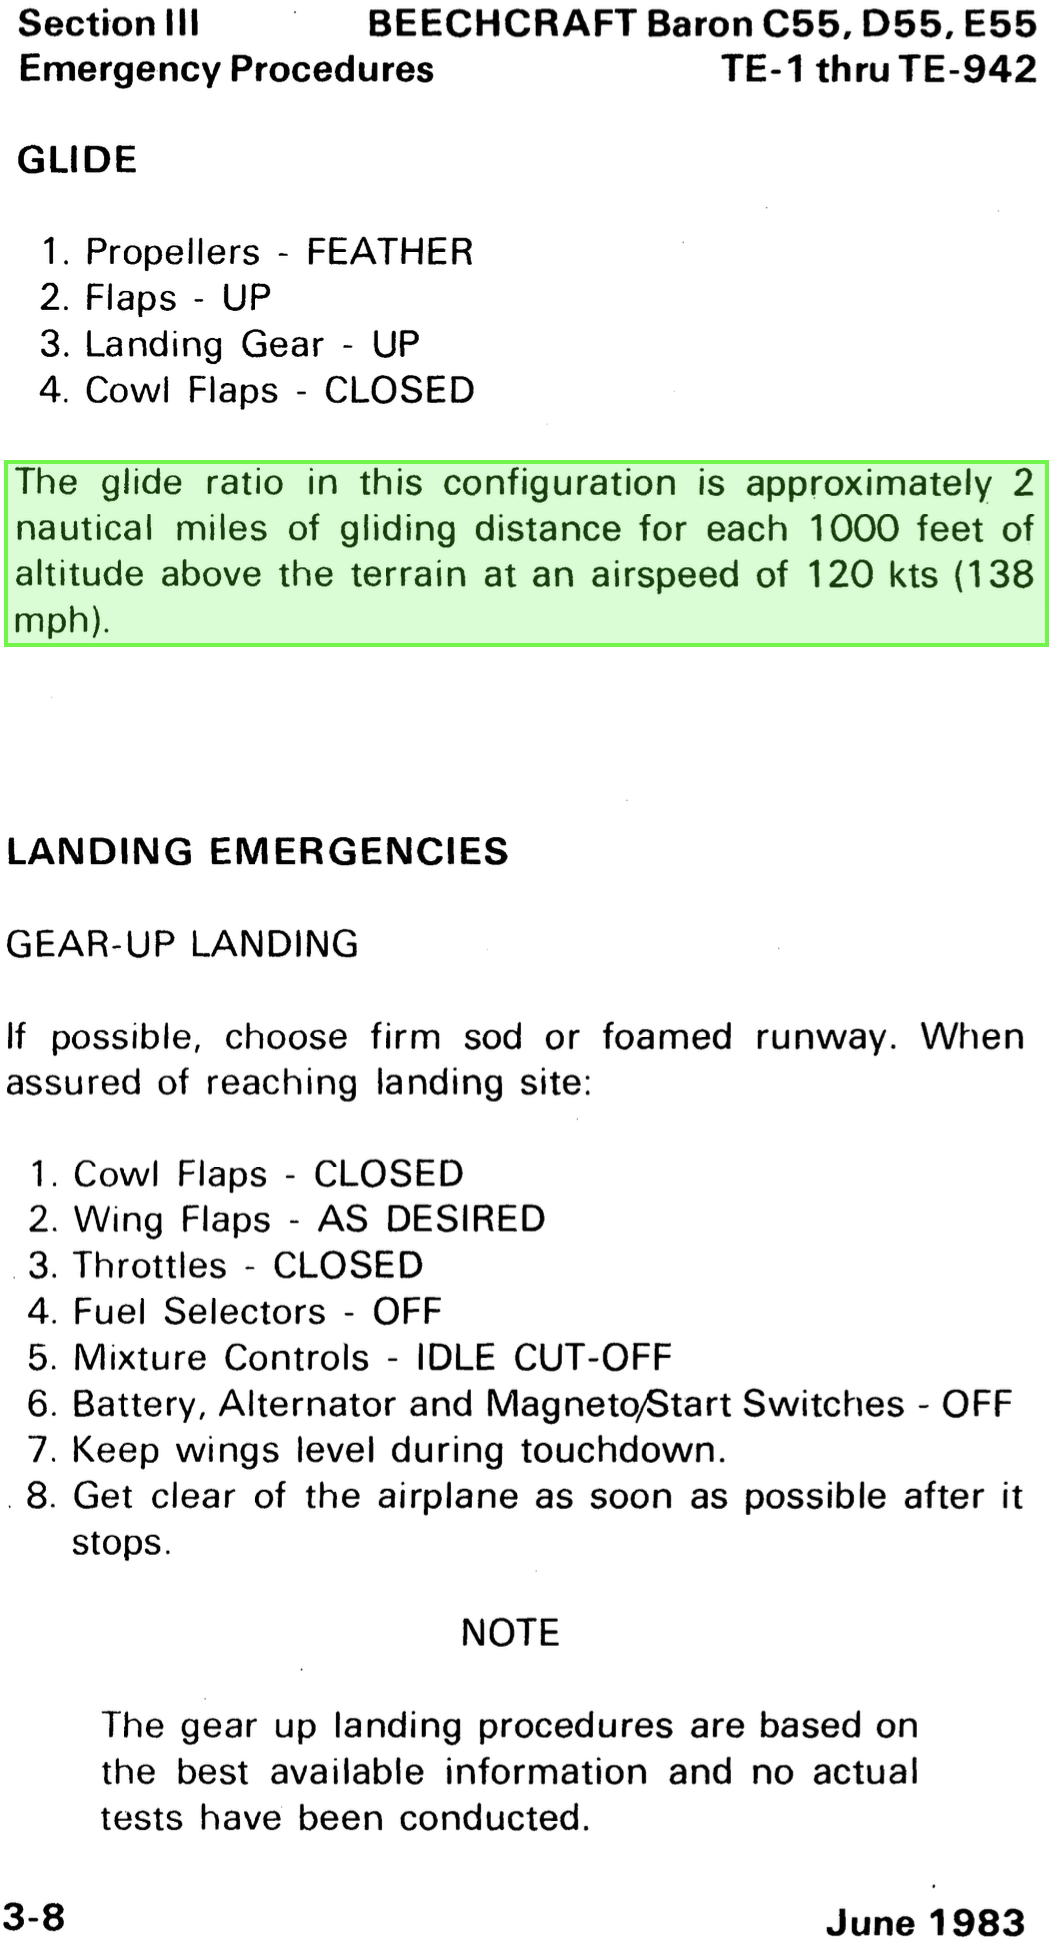 Section III BEECHCRAFT Baron C55, D55, E55
Emergency Procedures TE-1 thru TE-942
GLIDE
1. Propellers - FEATHER
2. Flaps - UP
3. Landing Gear - UP
4. Cowl Flaps - CLOSED
The glide ratio in this configuration is approximately 2
nautical miles of gliding distance for each 1000 feet of
altitude above the terrain at an airspeed of 120 kts (138
mph).
LANDING EMERGENCIES
GEAR-UP LANDING
If possible, choose firm sod or foamed runway. When
assured of reaching landing site:
1. Cowl Flaps - CLOSED
2. Wing Flaps - AS DESIRED
3. Throttles - CLOSED
4. Fuel Selectors - OFF
5. Mixture Controls - IDLE CUT-OFF
6. Battery, Alternator and Magneto/Start Switches - OFF
7. Keep wings level during touchdown.
8. Get clear of the airplane as soon as possible after it
stops.
NOTE
The gear up landing procedures are based on
the best available information and no actual
tests have been conducted.
3-8 June 1983